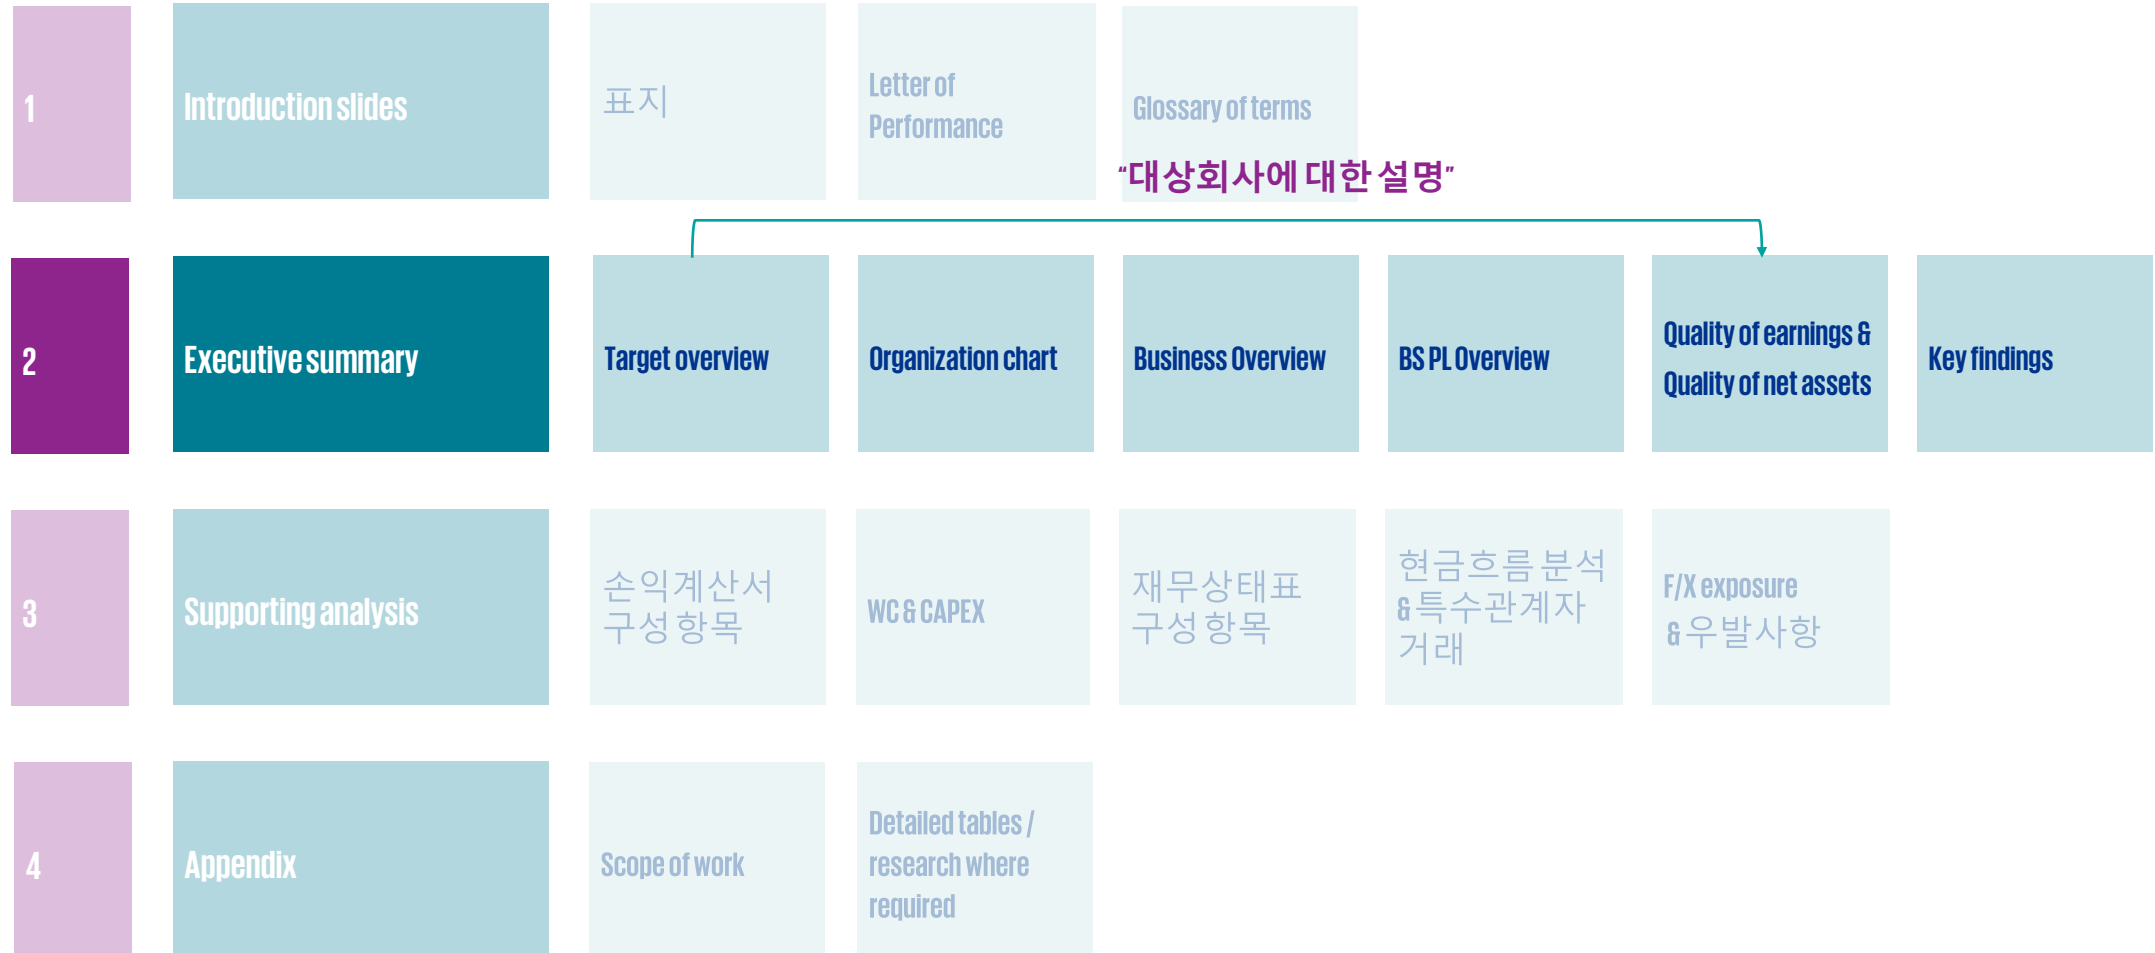 1
Introduction slides
표지
Letter of
Performance
Glossary of terms
“대상회사에 대한 설명”
2
Executive summary
Target overview
Organization chart
Business Overview
BS PL Overview
Quality of earnings &
Quality of net assets
Key findings
3
Supporting analysis
손익계산서
구성 항목
WC & CAPEX
재무상태표
구성 항목
현금흐름 분석
& 특수관계자
거래
F/X exposure
& 우발사항
4
Appendix
Scope of work
Detailed tables /
research where
required